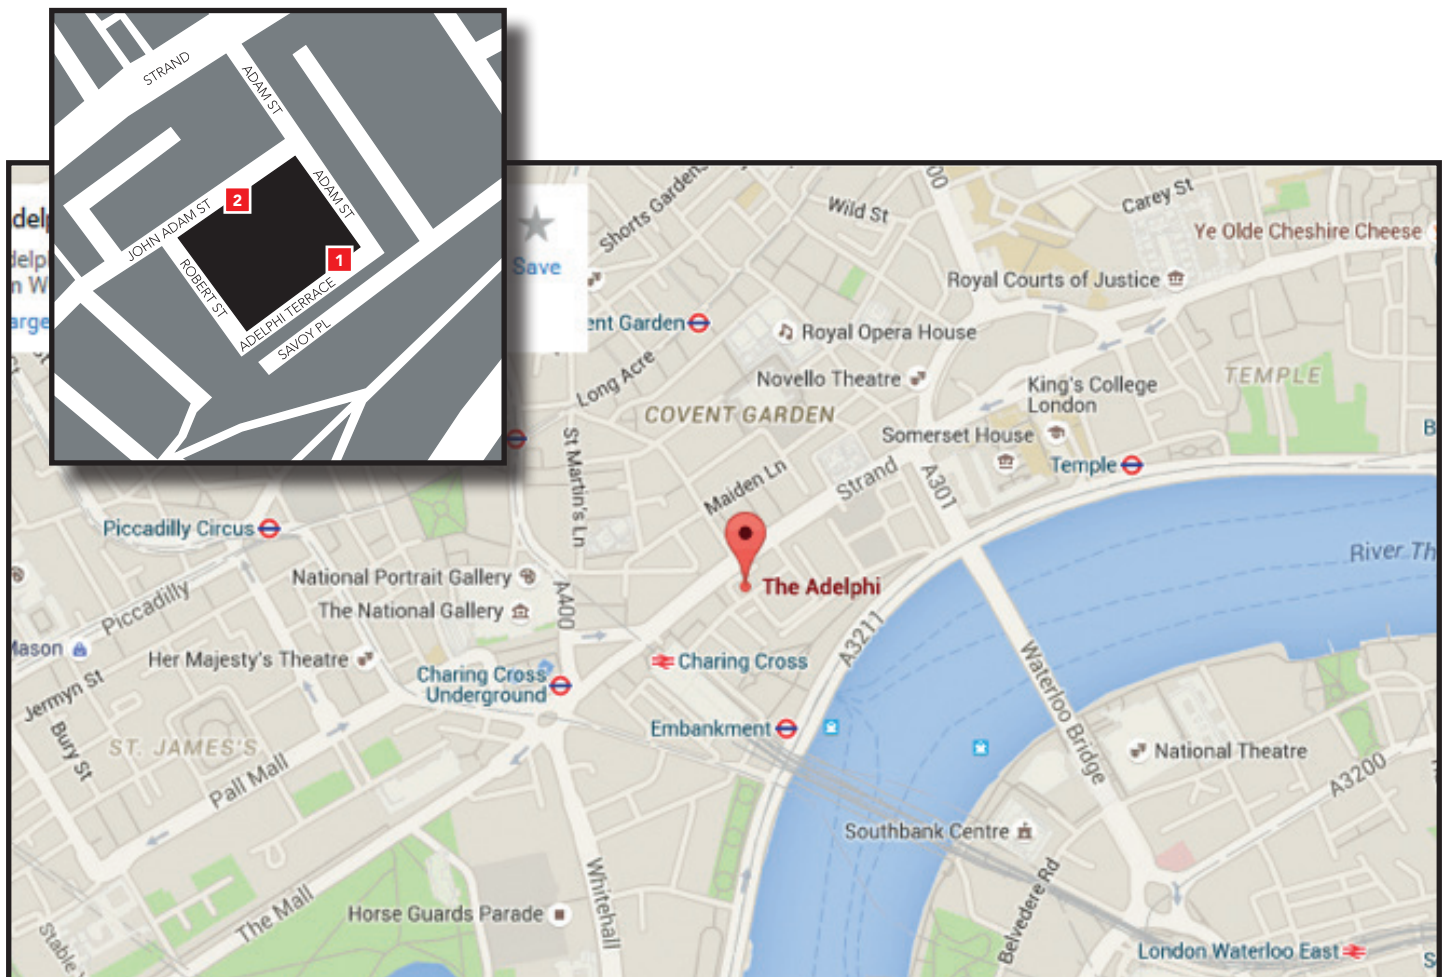 STRAND
ADAM ST
ADAM ST
2
JOHN ADAM ST
1
ROBERT ST
ADELPHI TERRACE
SAVOY PL
Save
Shorts Gardens
Wild St
Carey St
Ye Olde Cheshire Cheese
Royal Courts of Justice
ent Garden
Royal Opera House
Long Acre
Novello Theatre
King's College
London
TEMPLE
COVENT GARDEN
Somerset House
Temple
St Martin's Ln
Maiden Ln
Strand
A301
Piccadilly Circus
River Th
National Portrait Gallery
The National Gallery
A400
The Adelphi
Piccadilly
A3211
Mason
Her Majesty's Theatre
Charing Cross
Underground
Charing Cross
Jermyn St
Bury St
ST. JAMES'S
Embankment
Waterloo Bridge
National Theatre
Pall Mall
A3200
Southbank Centre
Whitehall
Belvedere Rd
The Mall
Horse Guards Parade
Stable
London Waterloo East